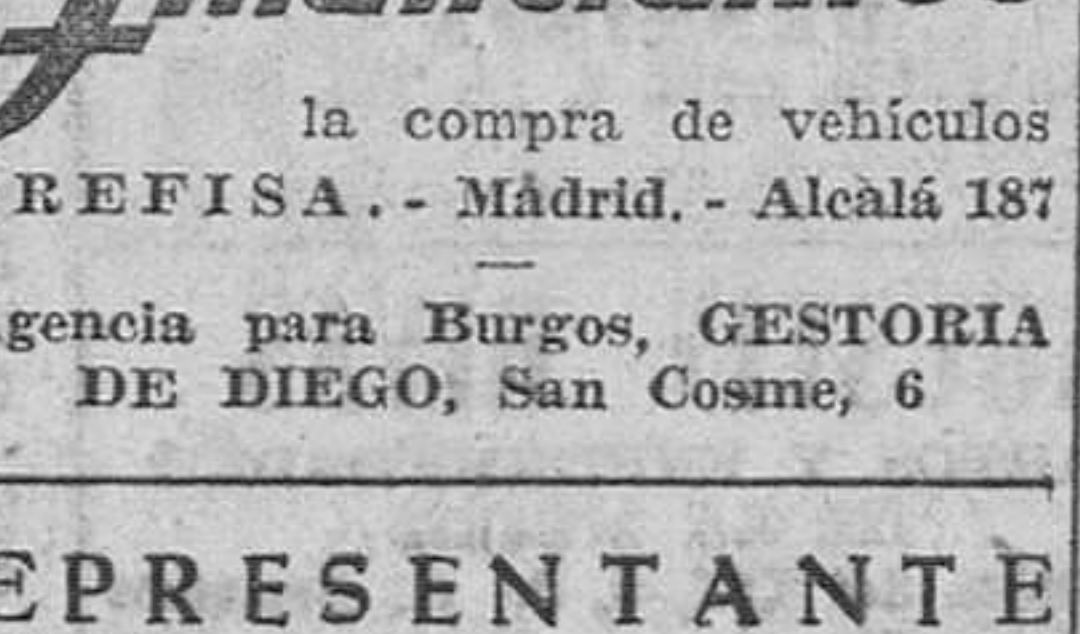 la compra de vehículos
REFISA. - Madrid. - Alcalá 187
gencia para Burgos, GESTORIA
DE DIEGO, San Cosme, 6
EPRESENTANTE